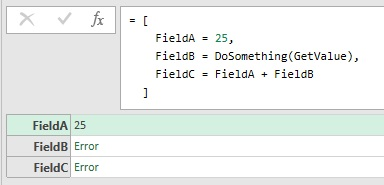 fx
= [
FieldA = 25,
FieldB = DoSomething(GetValue),
FieldC = FieldA + FieldB
]
FieldA 25
FieldB Error
FieldC Error